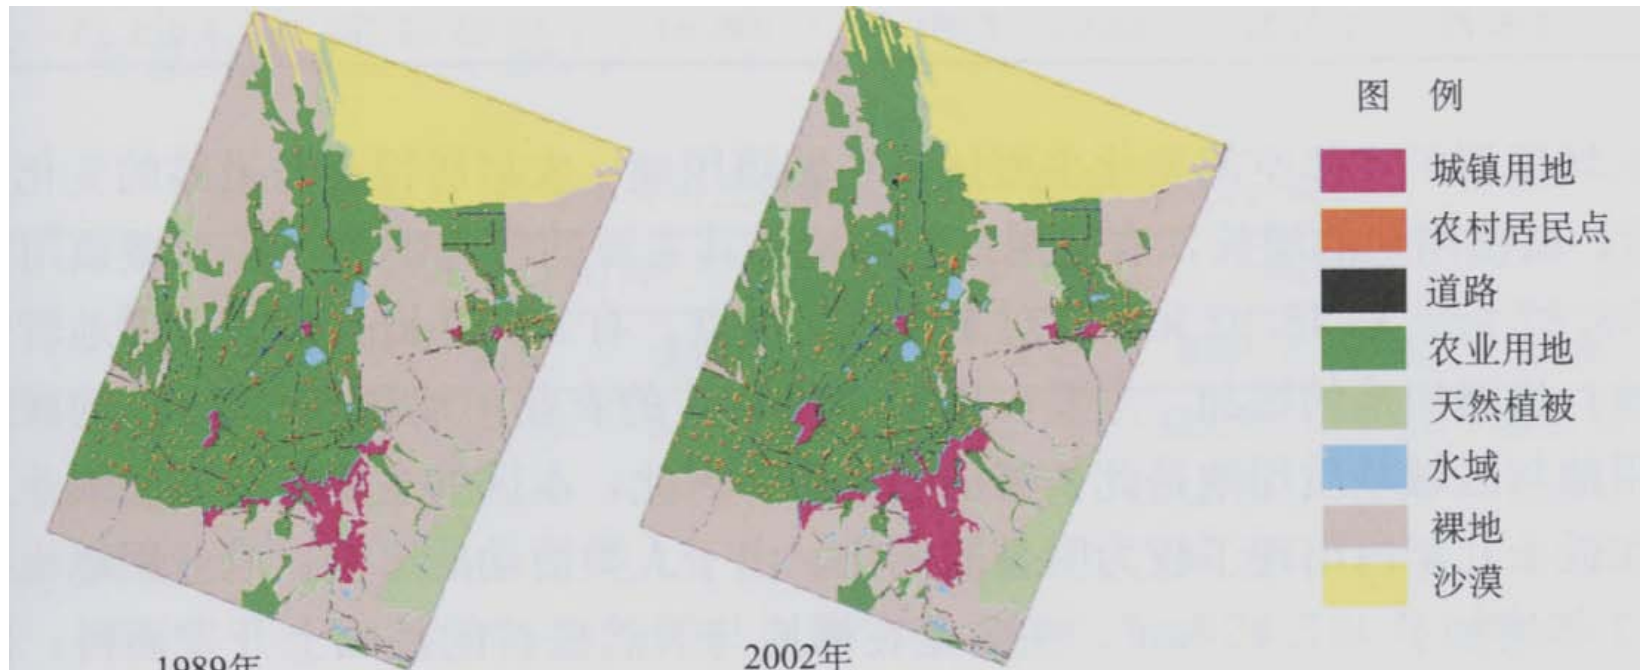 图 例
城镇用地
农村居民点
道路
农业用地
天然植被
水域
裸地
沙漠
1989年
2002年